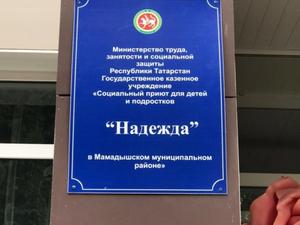 Министерство труда,
занятости и социальной
защиты
Республики Татарстан
Государственное казенное
учреждение
«Социальный приют для детей
и подростков
“Надежда”
в Мамадышском муниципальном
районе»